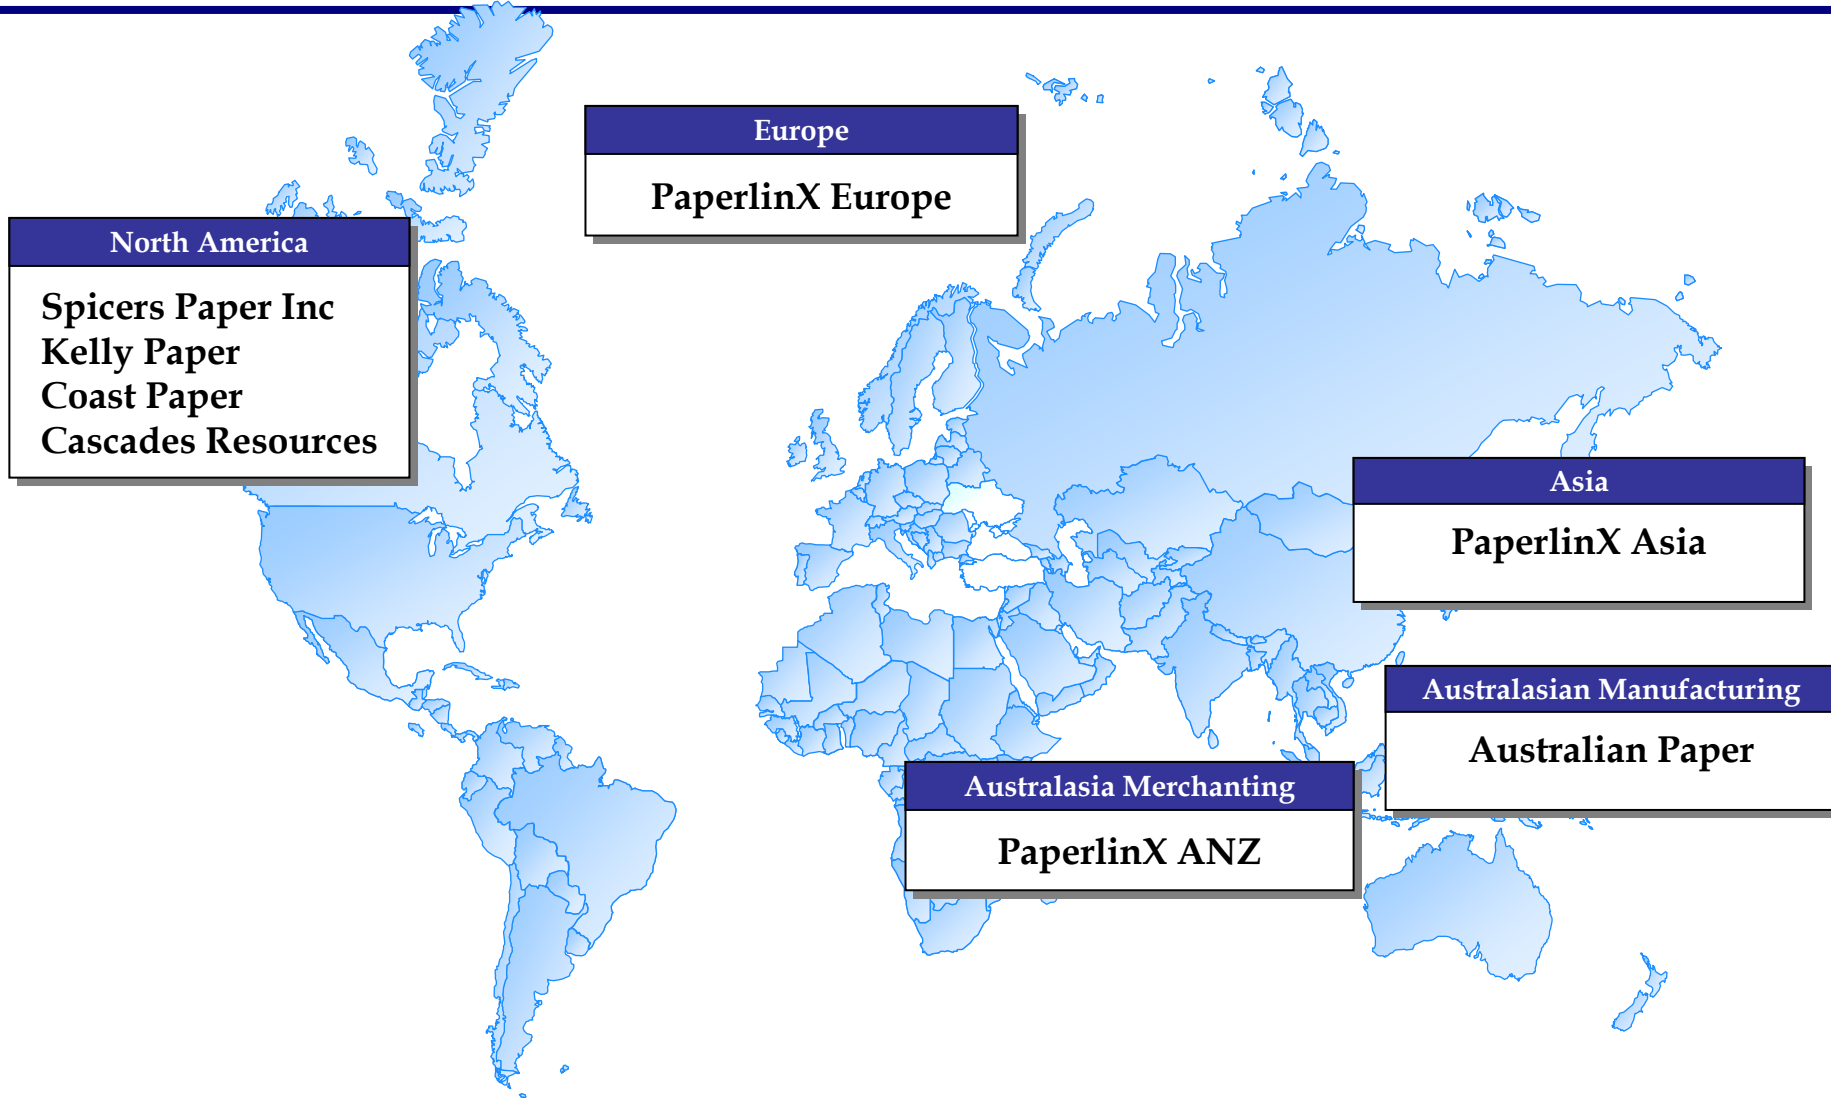 Europe
PaperlinX Europe
North America
Spicers Paper Inc
Kelly Paper
Coast Paper
Cascades Resources
Asia
PaperlinX Asia
Australasian Manufacturing
Australian Paper
Australasia Merchanting
PaperlinX ANZ